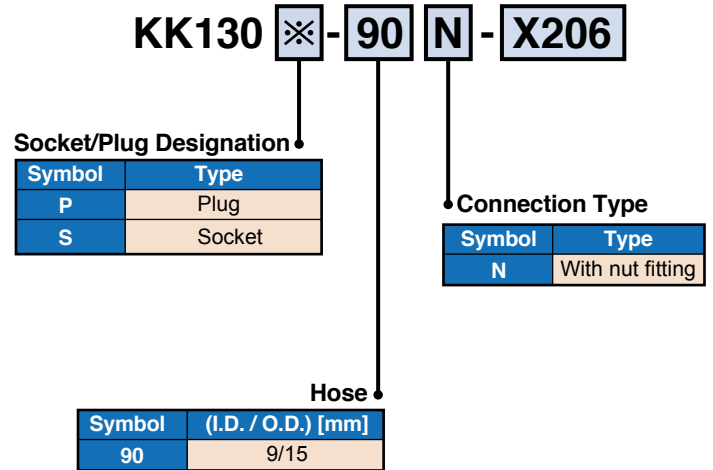 KK130 ※ - 90 N - X206
Socket/Plug Designation
Symbol Type
P Plug
S Socket
Connection Type
Symbol Type
N With nut fitting
Hose
Symbol (I.D. / O.D.) [mm]
90 9/15